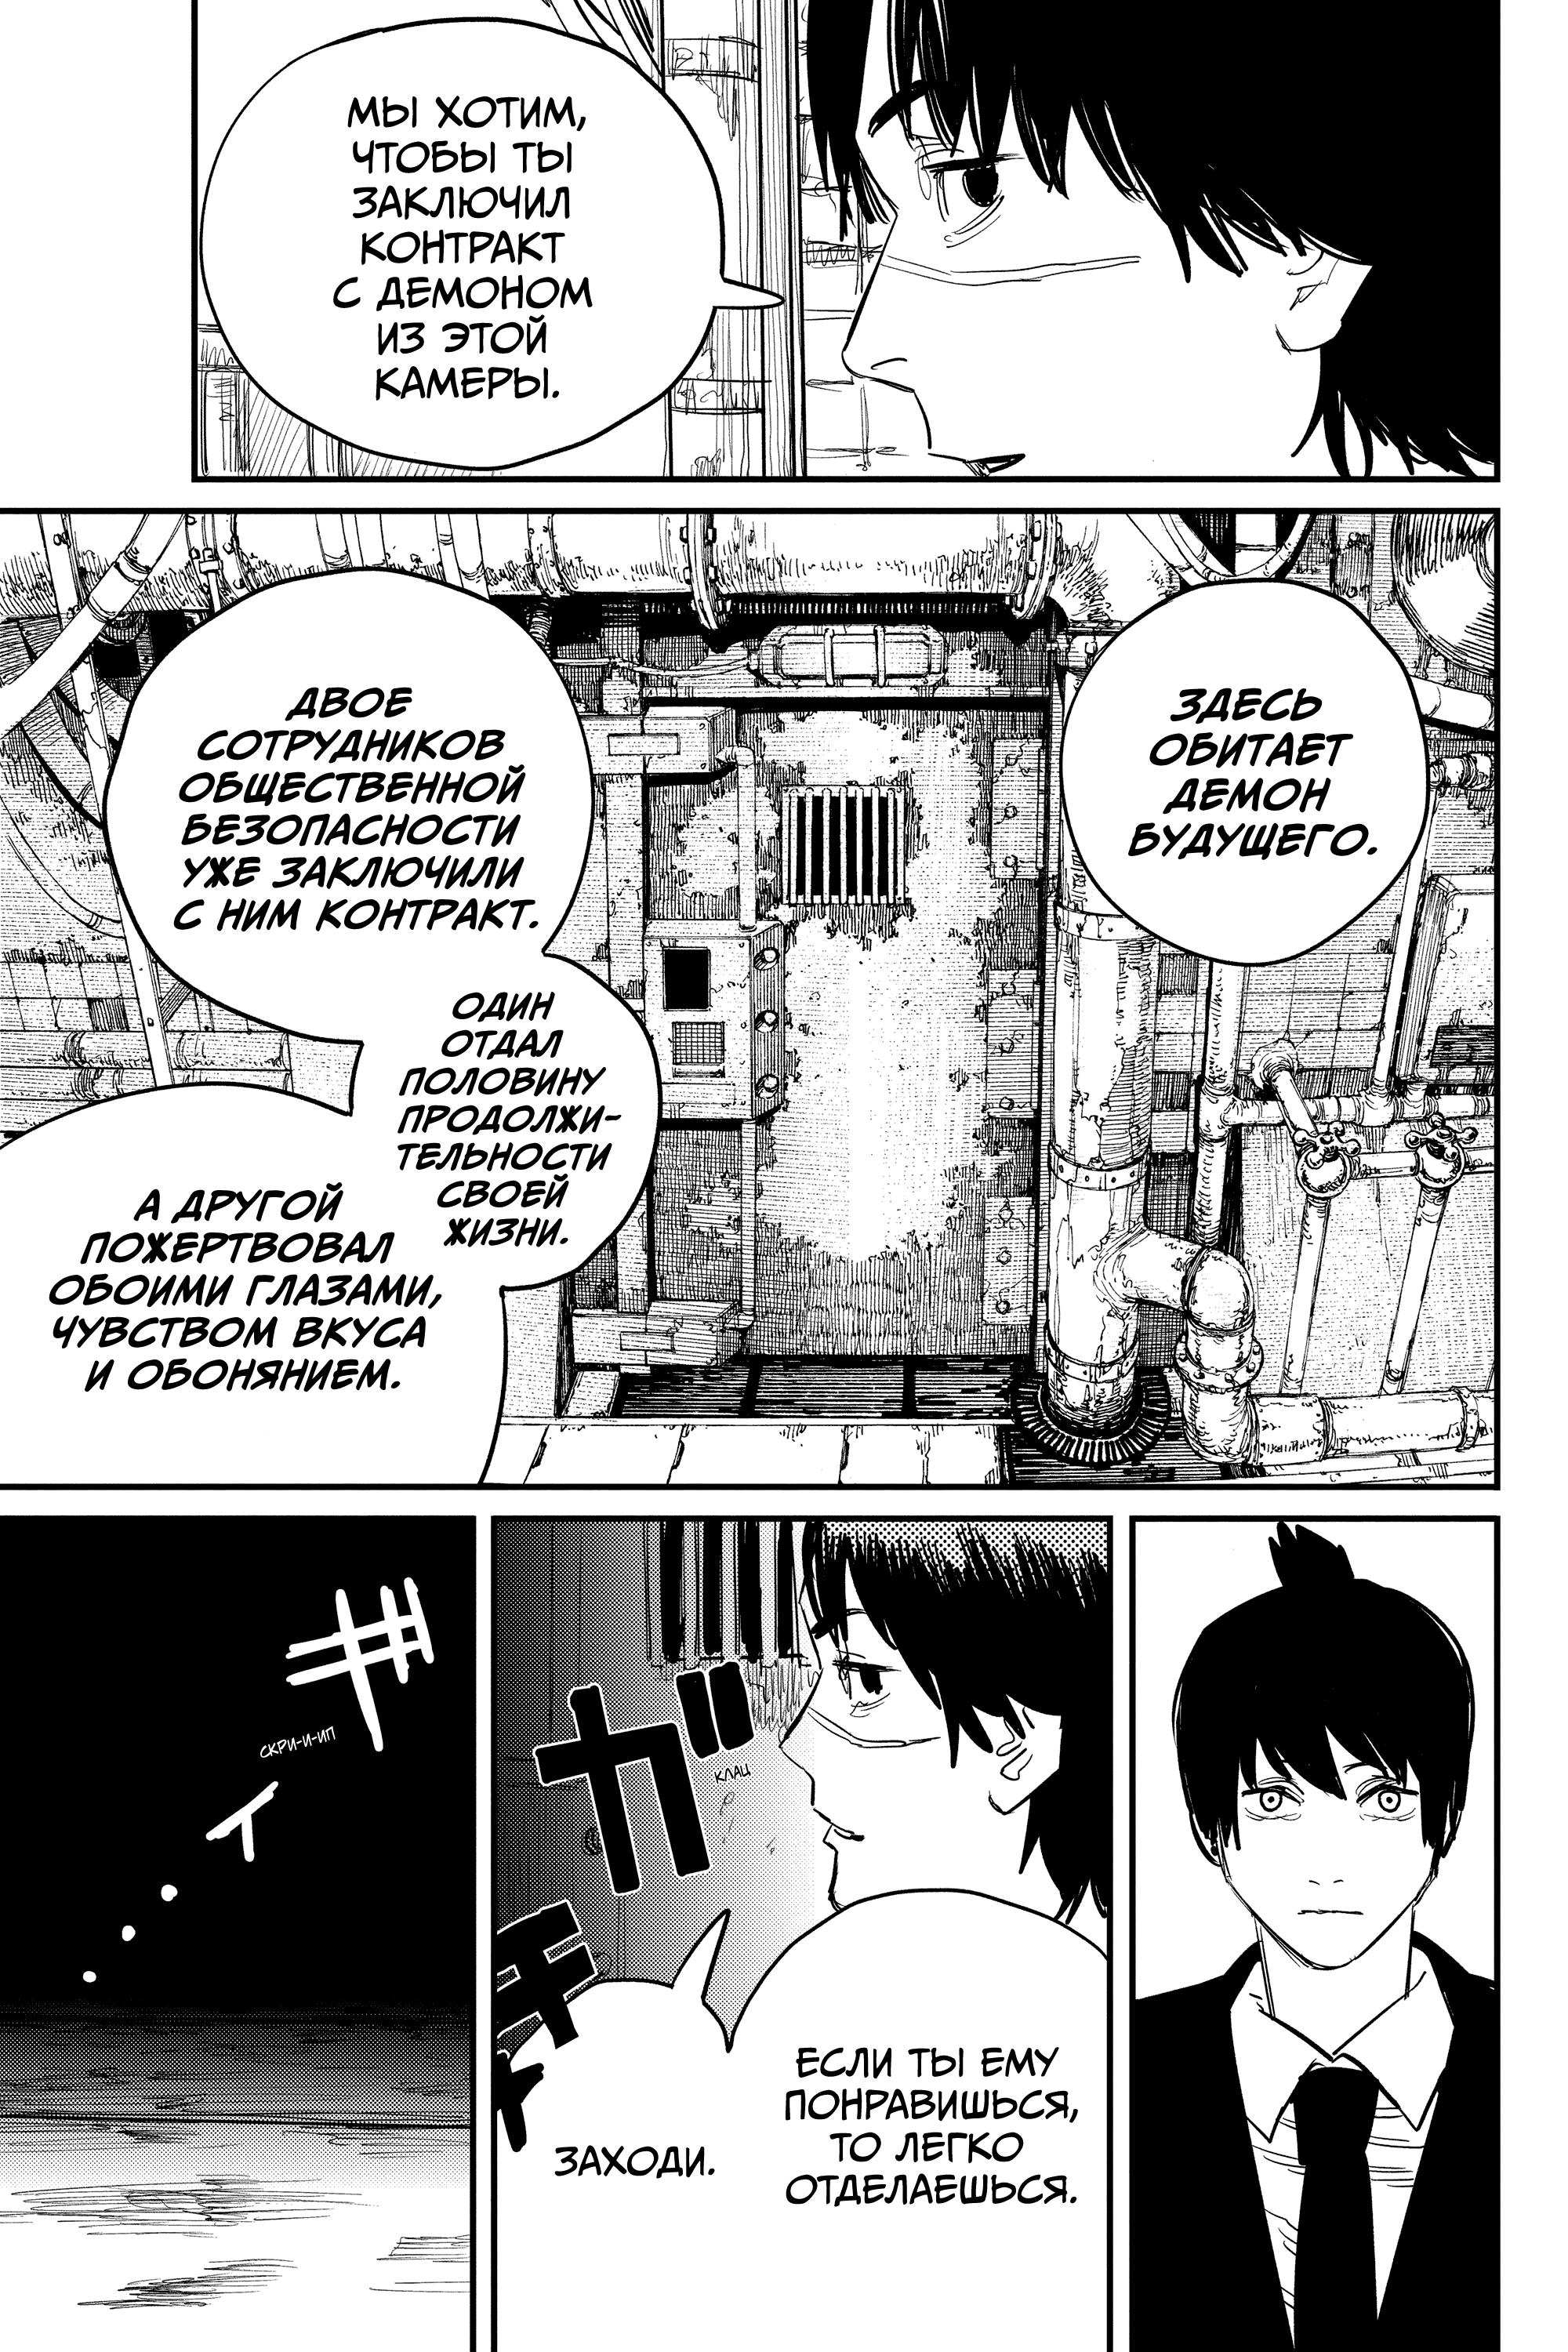 МЫ ХОТИМ,
ЧТОБЫ ТЫ
ЗАКЛЮЧИЛ
КОНТРАКТ
С ДЕМОНОМ
ИЗ ЭТОЙ
КАМЕРЫ.
ЗДЕСЬ
ОБИТАЕТ
ДЕМОН
БУДУЩЕГО.
ДВОЕ
СОТРУДНИКОВ
ОБЩЕСТВЕННОЙ
БЕЗОПАСНОСТИ
УЖЕ ЗАКЛЮЧИЛИ
С НИМ КОНТРАКТ.
ОДИН
ОТДАЛ
ПОЛОВИНУ
ПРОДОЛЖИ-
ТЕЛЬНОСТИ
СВОЕЙ
ЖИЗНИ.
А ДРУГОЙ
ПОЖЕРТВОВАЛ
ОБОИМИ ГЛАЗАМИ,
ЧУВСТВОМ ВКУСА
И ОБОНЯНИЕМ.
ЕСЛИ ТЫ ЕМУ
ПОНРАВИШЬСЯ,
ТО ЛЕГКО
ОТДЕЛАЕШЬСЯ.
ЗАХОДИ.
ガ
チャ
КЛАЦ
ギィ...
СКРИ-И-ИП